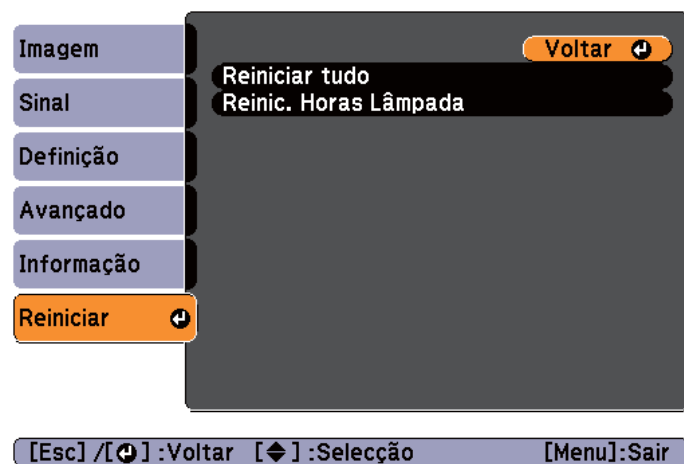 Imagem
Sinal
Definição
Avançado
Informação
Reiniciar
Voltar
Reiniciar tudo
Reinic. Horas Lâmpada
[Esc] /[ ] :Voltar [ ] :Selecção [Menu]:Sair